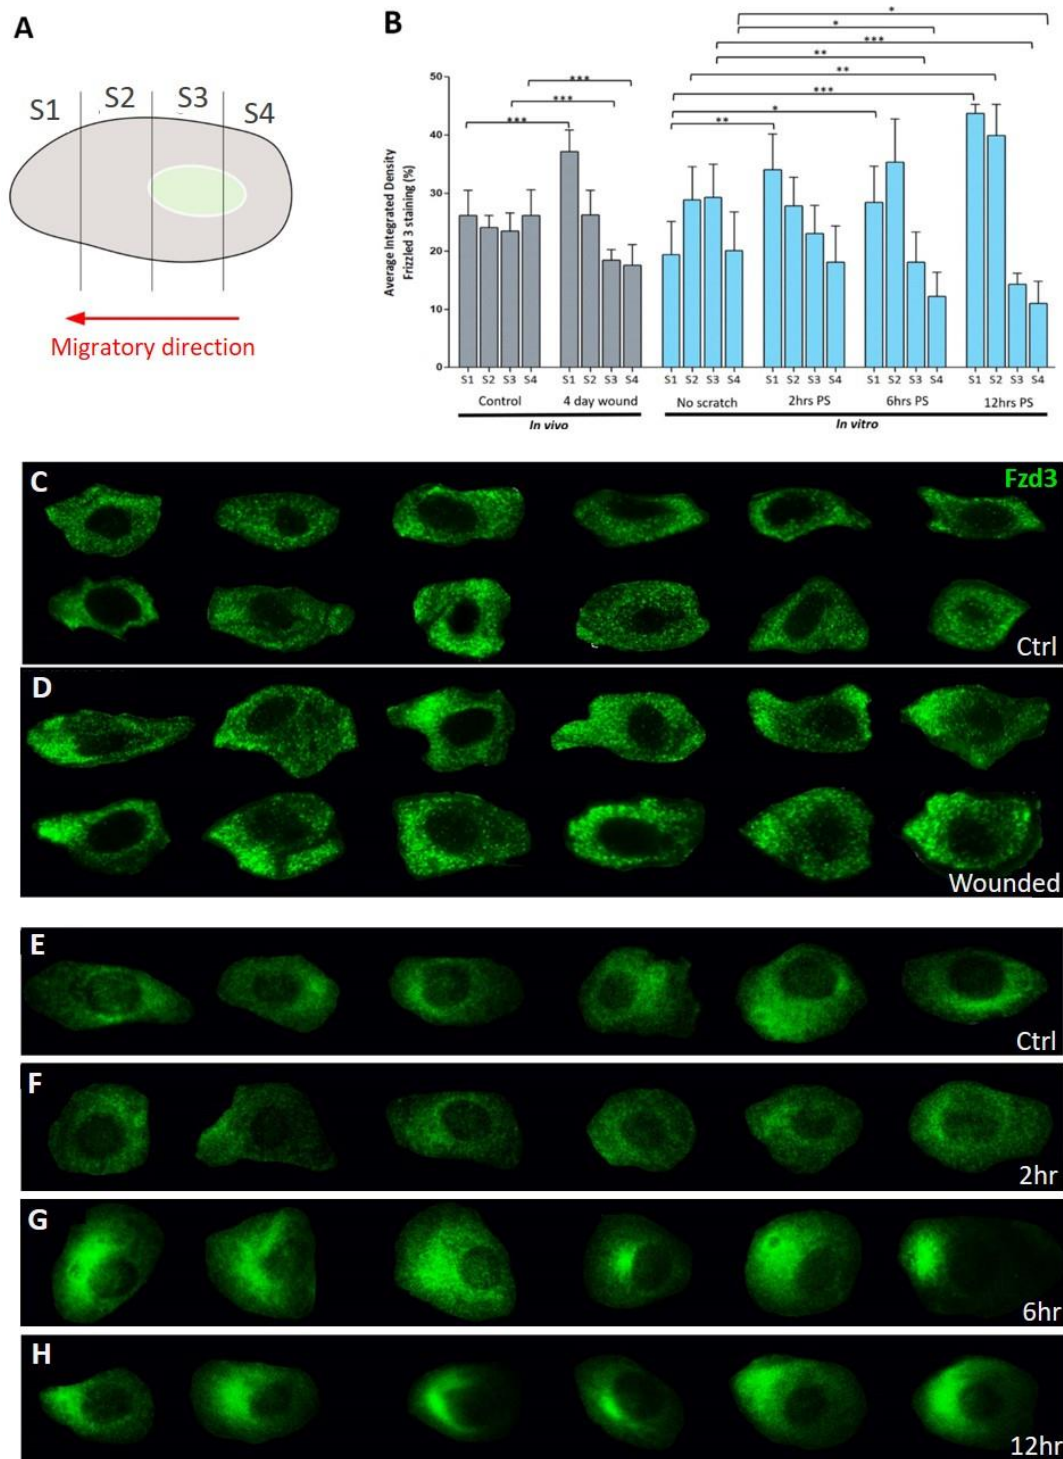 A
S1 S2 S3 S4
Migratory direction
B
*
*
***
**
**
***
*
**
***
***
***
Average Integrated Density
Frizzled 3 staining (%)
50
40
30
20
10
0
S1 S2 S3 S4 S1 S2 S3 S4 S1 S2 S3 S4 S1 S2 S3 S4 S1 S2 S3 S4 S1 S2 S3 S4
Control 4 day wound No scratch 2hrs PS 6hrs PS 12hrs PS
In vivo In vitro
C Fzd3
Ctrl
D
Wounded
E
Ctrl
F
2hr
G
6hr
H
12hr